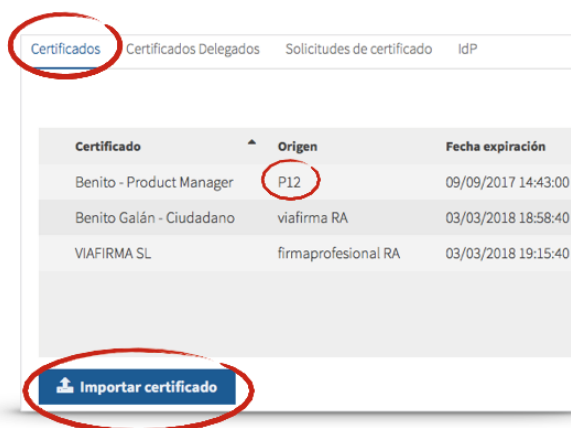 Certificados Certificados Delegados Solicitudes de certificado IdP
Certificado Origen Fecha expiración
Benito - Product Manager P12 09/09/2017 14:43:00
Benito Galán - Ciudadano viafirma RA 03/03/2018 18:58:40
VIAFIRMA SL firmaprofesional RA 03/03/2018 19:15:40
Importar certificado